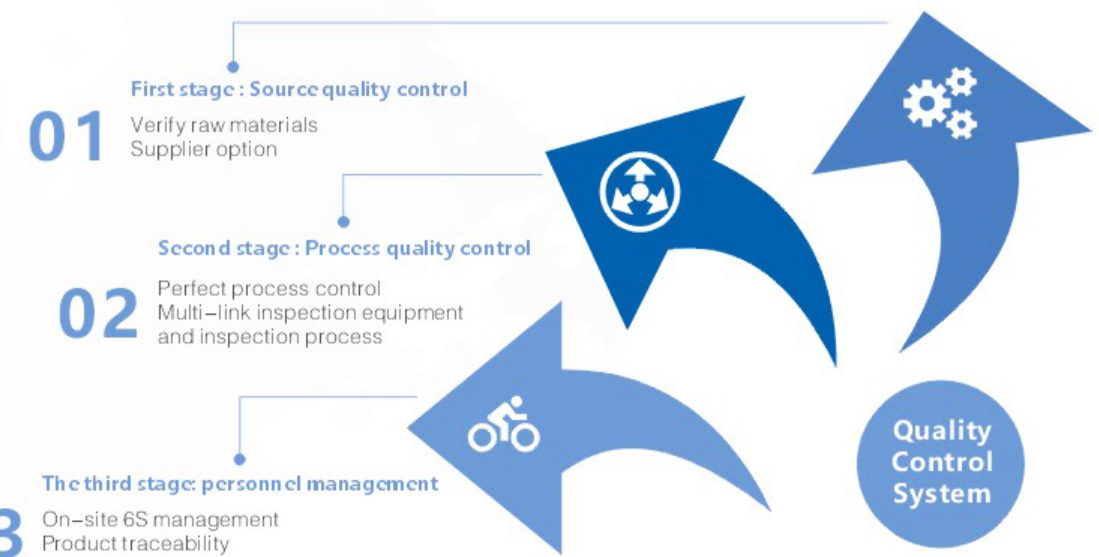 First stage : Source quality control
01
Verify raw materials
Supplier option
Second stage : Process quality control
02
Perfect process control
Multi-link inspection equipment
and inspection process
The third stage: personnel management
3
On-site 6S management
Product traceability
Quality
Control
System